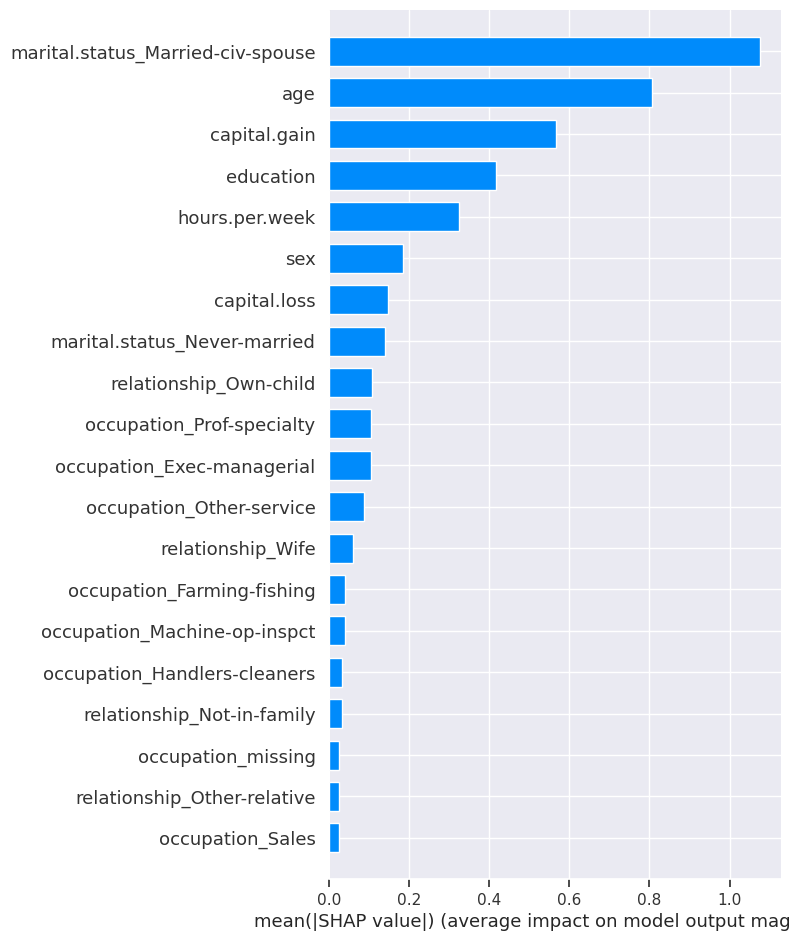 marital.status_Married-civ-spouse
age
capital.gain
education
hours.per.week
sex
capital.loss
marital.status_Never-married
relationship_Own-child
occupation_Prof-specialty
occupation_Exec-managerial
occupation_Other-service
relationship_Wife
occupation_Farming-fishing
occupation_Machine-op-inspct
occupation_Handlers-cleaners
relationship_Not-in-family
occupation_missing
relationship_Other-relative
occupation_Sales
0.0 0.2 0.4 0.6 0.8 1.0
mean(|SHAP value|) (average impact on model output mag